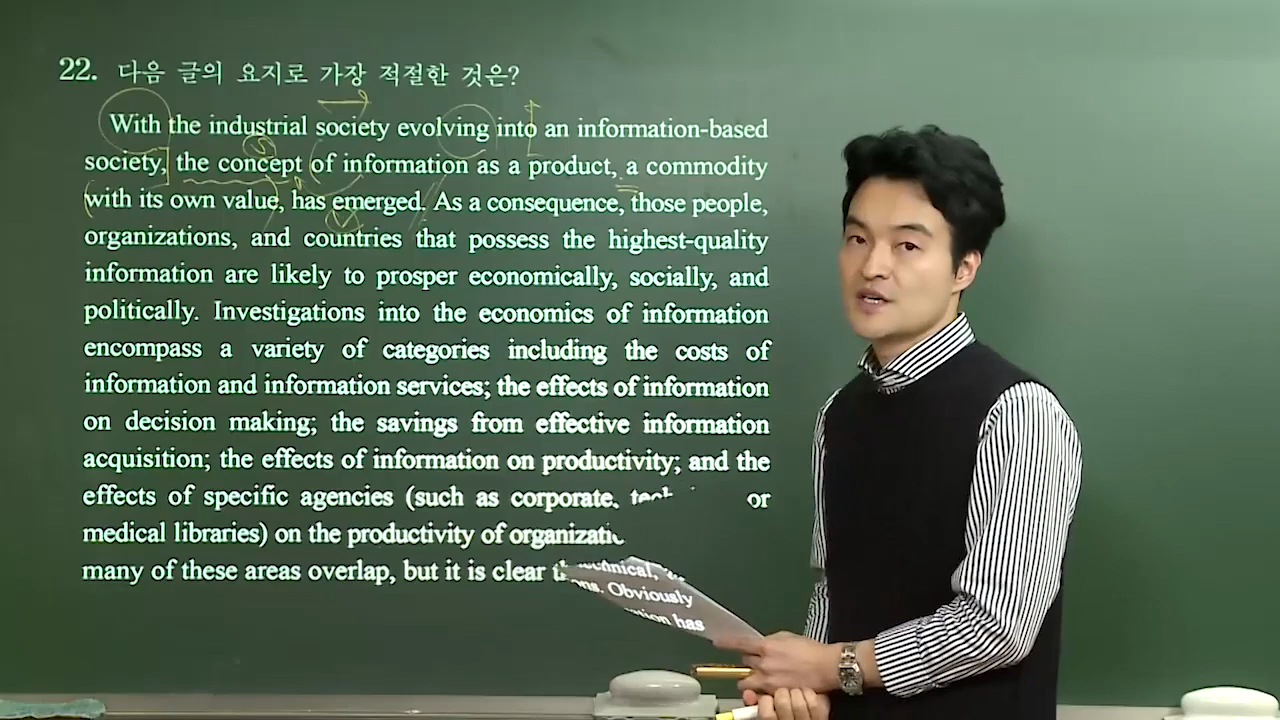 22. 다음 글의 요지로 가장 적절한 것은?
With the industrial society evolving into an information-based
society, the concept of information as a product, a commodity
with its own value, has emerged. As a consequence, those people,
organizations, and countries that possess the highest-quality
information are likely to prosper economically, socially, and
politically. Investigations into the economics of information
encompass a variety of categories including the costs of
information and information services; the effects of information
on decision making; the savings from effective information
acquisition; the effects of information on productivity; and the
effects of specific agencies (such as corporate, technical, or
medical libraries) on the productivity of organizations. Obviously
many of these areas overlap, but it is clear has